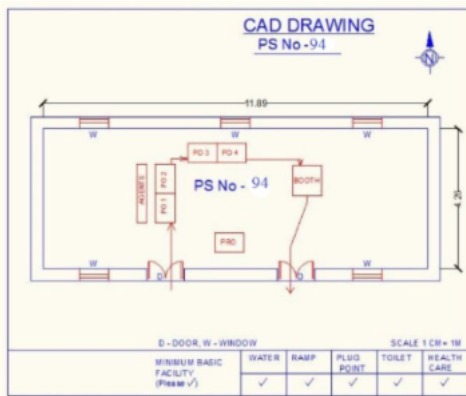 CAD DRAWING
PS No -94
N
11.89
W W W
PO 3 PO 4
AGENTS
PO 2
PO 1
BOOTH
PS No - 94
4.29
PRO
W W
D D
D - DOOR, W - WINDOW
SCALE 1 CM = 1M
MINIMUM BASIC FACILITY (Please ✓)
WATER
RAMP
PLUG POINT
TOILET
HEALTH CARE
✓ ✓ ✓ ✓ ✓